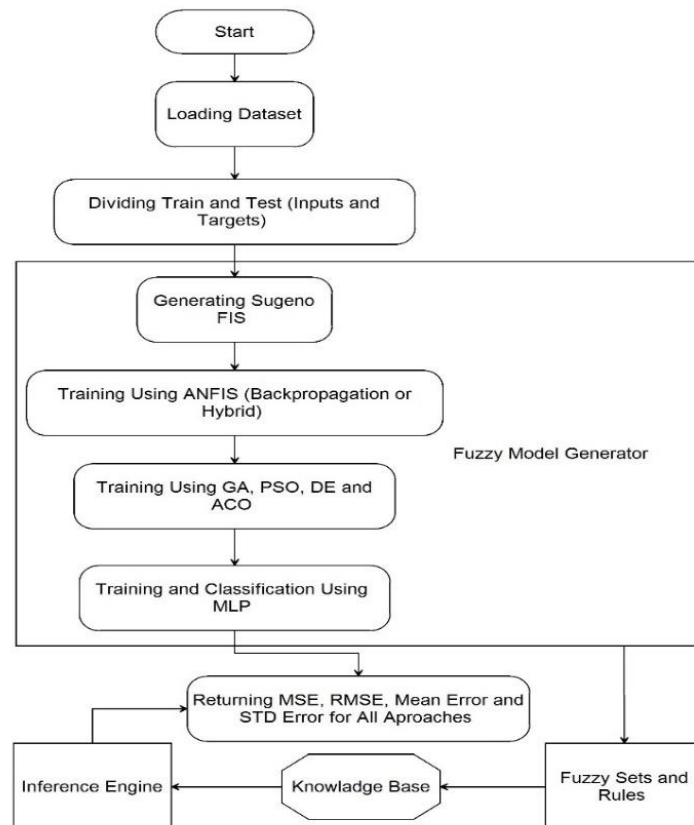 Start
Loading Dataset
Dividing Train and Test (Inputs and
Targets)
Generating Sugeno
FIS
Training Using ANFIS (Backpropagation or
Hybrid)
Fuzzy Model Generator
Training Using GA, PSO, DE and
ACO
Training and Classification Using
MLP
Returning MSE, RMSE, Mean Error and
STD Error for All Aproaches
Inference Engine
Knowladge Base
Fuzzy Sets and
Rules